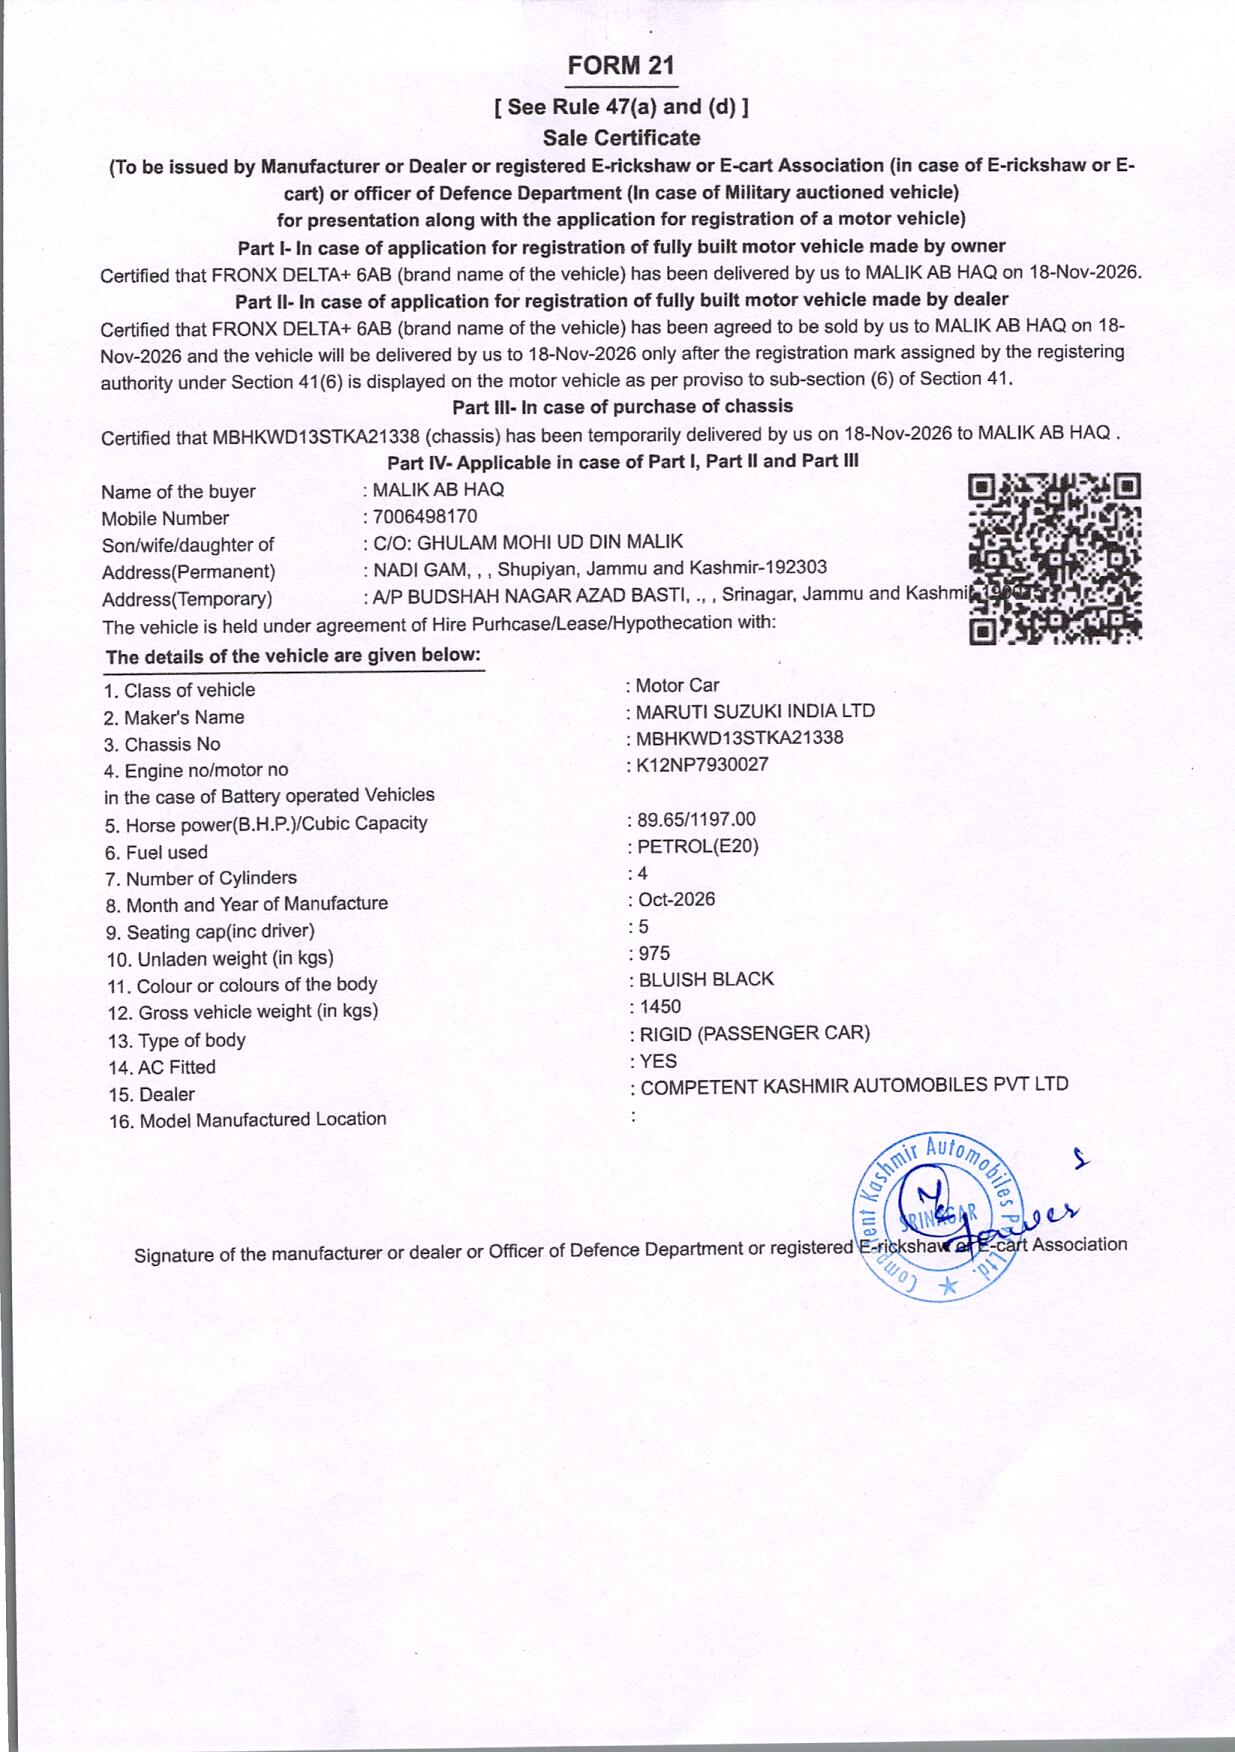 FORM 21
[ See Rule 47(a) and (d) ]
Sale Certificate
(To be issued by Manufacturer or Dealer or registered E-rickshaw or E-cart Association (in case of E-rickshaw or E-
cart) or officer of Defence Department (In case of Military auctioned vehicle)
for presentation along with the application for registration of a motor vehicle)
Part I- In case of application for registration of fully built motor vehicle made by owner
Certified that FRONX DELTA+ 6AB (brand name of the vehicle) has been delivered by us to MALIK AB HAQ on 18-Nov-2026.
Part II- In case of application for registration of fully built motor vehicle made by dealer
Certified that FRONX DELTA+ 6AB (brand name of the vehicle) has been agreed to be sold by us to MALIK AB HAQ on 18-
Nov-2026 and the vehicle will be delivered by us to 18-Nov-2026 only after the registration mark assigned by the registering
authority under Section 41(6) is displayed on the motor vehicle as per proviso to sub-section (6) of Section 41.
Part III- In case of purchase of chassis
Certified that MBHKWD13STKA21338 (chassis) has been temporarily delivered by us on 18-Nov-2026 to MALIK AB HAQ .
Part IV- Applicable in case of Part I, Part II and Part III
Name of the buyer : MALIK AB HAQ
Mobile Number : 7006498170
Son/wife/daughter of : C/O: GHULAM MOHI UD DIN MALIK
Address(Permanent) : NADI GAM, , , Shupiyan, Jammu and Kashmir-192303
Address(Temporary) : A/P BUDSHAH NAGAR AZAD BASTI, ., , Srinagar, Jammu and Kashmir
The vehicle is held under agreement of Hire Purhcase/Lease/Hypothecation with:
The details of the vehicle are given below:
1. Class of vehicle : Motor Car
2. Maker's Name : MARUTI SUZUKI INDIA LTD
3. Chassis No : MBHKWD13STKA21338
4. Engine no/motor no : K12NP7930027
in the case of Battery operated Vehicles
5. Horse power(B.H.P.)/Cubic Capacity : 89.65/1197.00
6. Fuel used : PETROL(E20)
7. Number of Cylinders : 4
8. Month and Year of Manufacture : Oct-2026
9. Seating cap(inc driver) : 5
10. Unladen weight (in kgs) : 975
11. Colour or colours of the body : BLUISH BLACK
12. Gross vehicle weight (in kgs) : 1450
13. Type of body : RIGID (PASSENGER CAR)
14. AC Fitted : YES
15. Dealer : COMPETENT KASHMIR AUTOMOBILES PVT LTD
16. Model Manufactured Location :
Competent Kashmir Automobiles Pvt. Ltd.
SRINAGAR
Signature of the manufacturer or dealer or Officer of Defence Department or registered E-rickshaw or E-cart Association